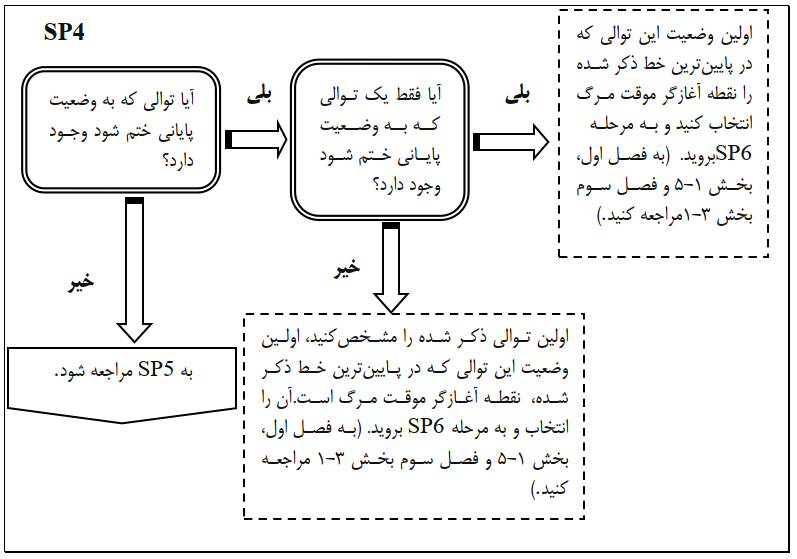 SP4
آیا توالی که به وضعیت
پایانی ختم شود وجود
دارد؟
بلی
آیا فقط یک توالی
که به وضعیت
پایانی ختم شود
وجود دارد؟
بلی
اولین وضعیت این توالی که
در پایین‌ترین خط ذکر شده
را نقطه آغازگر موقت مرگ
انتخاب کنید و به مرحله
SP6بروید. (به فصل اول،
بخش ۱-۵ و فصل سوم
بخش ۳-۱مراجعه کنید.)
خیر
خیر
به SP5 مراجعه شود.
اولین توالی ذکر شده را مشخص‌کنید، اولین
وضعیت این توالی که در پایین‌ترین خط ذکر
شده، نقطه آغازگر موقت مرگ است.آن را
انتخاب و به مرحله SP6 بروید. (به فصل اول،
بخش ۱-۵ و فصل سوم بخش ۳-۱ مراجعه
کنید.)